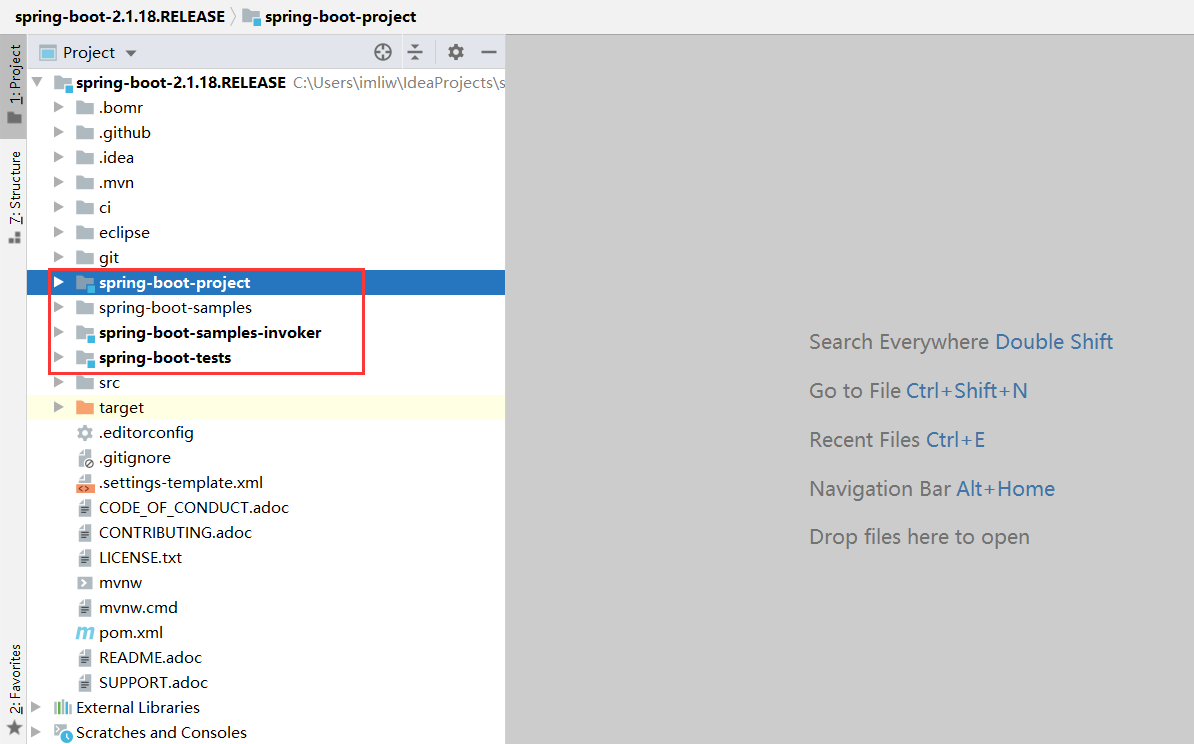 spring-boot-2.1.18.RELEASE spring-boot-project
1: Project
7: Structure
2: Favorites
Project
spring-boot-2.1.18.RELEASE C:\Users\imliw\IdeaProjects\s
.bomr
.github
.idea
.mvn
ci
eclipse
git
spring-boot-project
spring-boot-samples
spring-boot-samples-invoker
spring-boot-tests
src
target
.editorconfig
.gitignore
.settings-template.xml
CODE_OF_CONDUCT.adoc
CONTRIBUTING.adoc
LICENSE.txt
mvnw
mvnw.cmd
pom.xml
README.adoc
SUPPORT.adoc
External Libraries
Scratches and Consoles
Search Everywhere Double Shift
Go to File Ctrl+Shift+N
Recent Files Ctrl+E
Navigation Bar Alt+Home
Drop files here to open